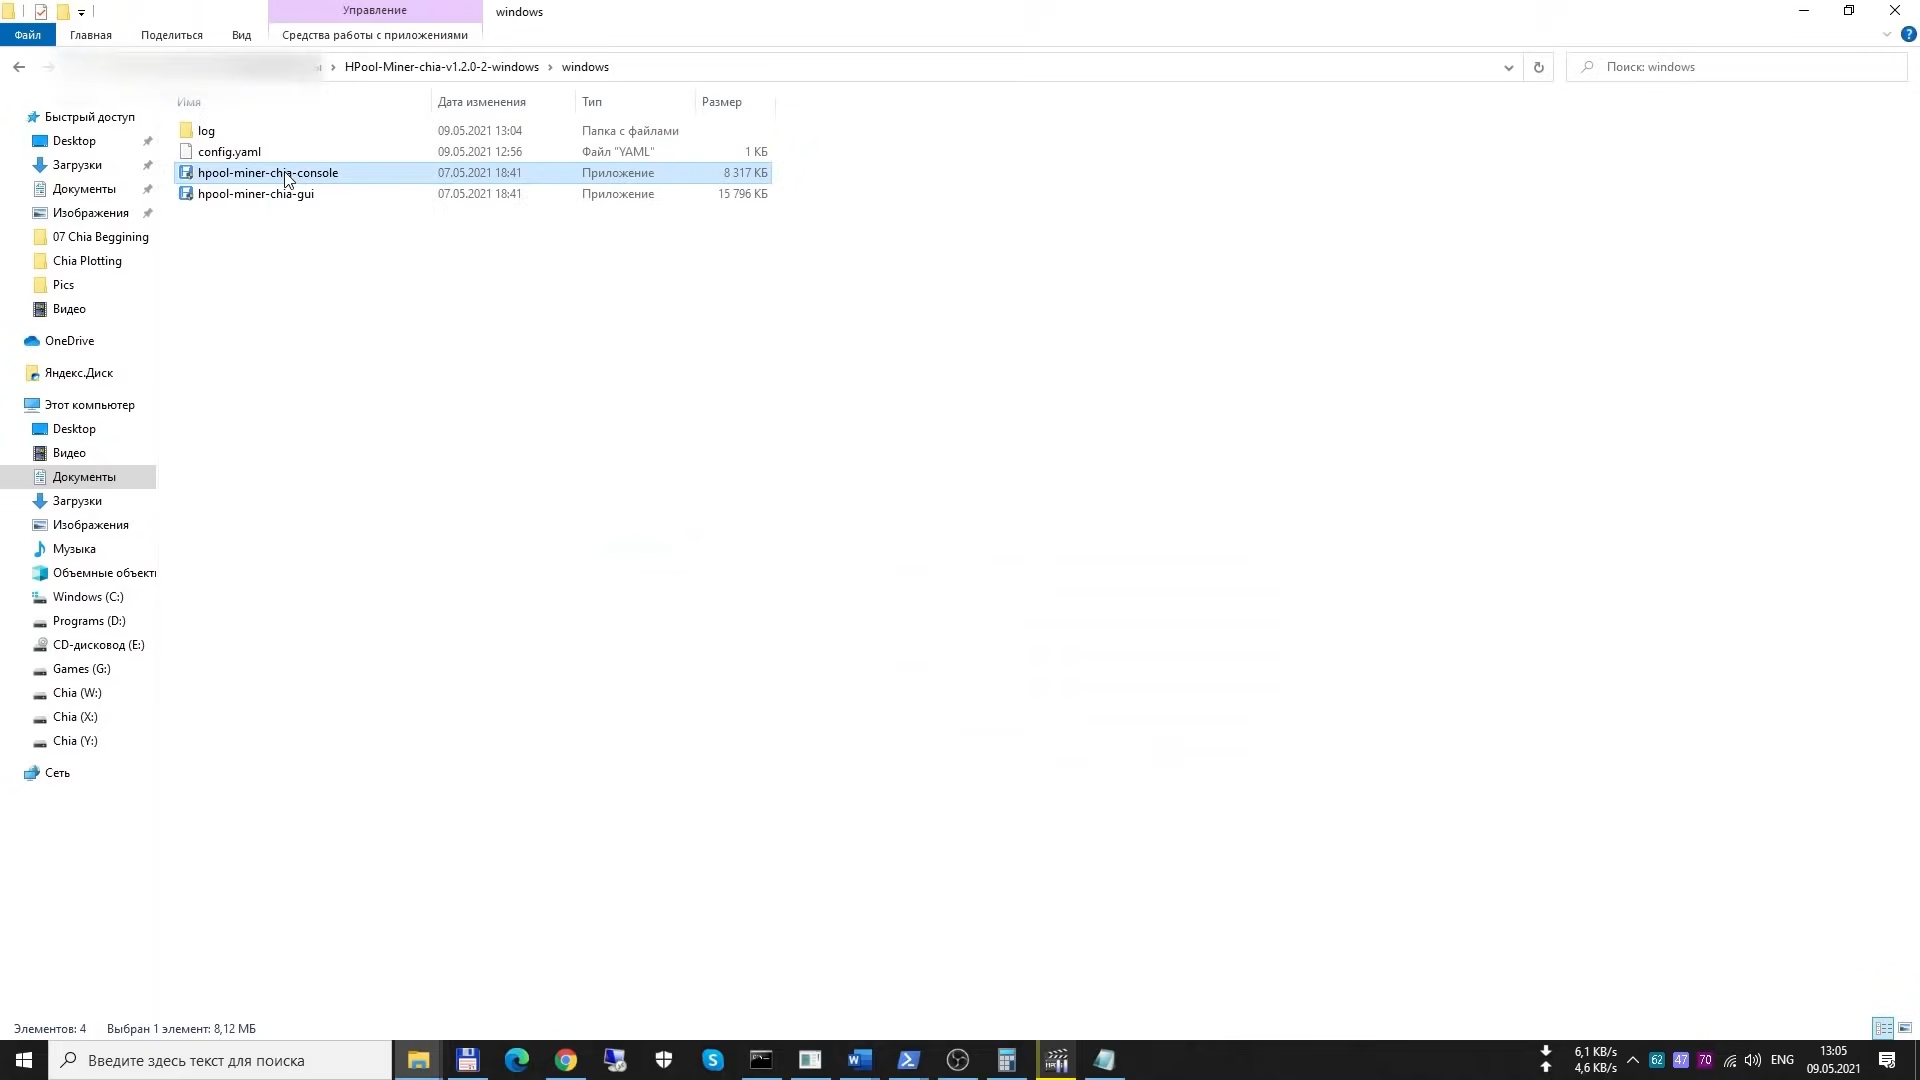 Управление
windows
Файл
Главная
Поделиться
Вид
Средства работы с приложениями
› HPool-Miner-chia-v1.2.0-2-windows › windows
Поиск: windows
Имя
Дата изменения
Тип
Размер
log 09.05.2021 13:04 Папка с файлами
config.yaml 09.05.2021 12:56 Файл "YAML" 1 КБ
hpool-miner-chia-console 07.05.2021 18:41 Приложение 8 317 КБ
hpool-miner-chia-gui 07.05.2021 18:41 Приложение 15 796 КБ
Быстрый доступ
Desktop
Загрузки
Документы
Изображения
07 Chia Beggining
Chia Plotting
Pics
Видео
OneDrive
Яндекс.Диск
Этот компьютер
Desktop
Видео
Документы
Загрузки
Изображения
Музыка
Объемные объекты
Windows (C:)
Programs (D:)
CD-дисковод (E:)
Games (G:)
Chia (W:)
Chia (X:)
Chia (Y:)
Сеть
Элементов: 4
Выбран 1 элемент: 8,12 МБ
Введите здесь текст для поиска
6,1 KB/s
4,6 KB/s
62
47
70
ENG
13:05
09.05.2021